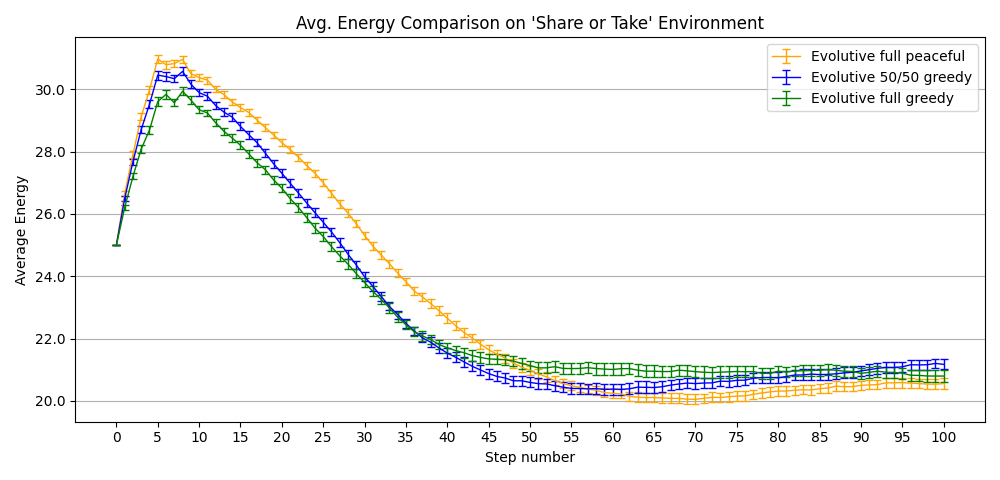 Avg. Energy Comparison on 'Share or Take' Environment
Evolutive full peaceful
Evolutive 50/50 greedy
Evolutive full greedy
Average Energy
30.0
28.0
26.0
24.0
22.0
20.0
0 5 10 15 20 25 30 35 40 45 50 55 60 65 70 75 80 85 90 95 100
Step number